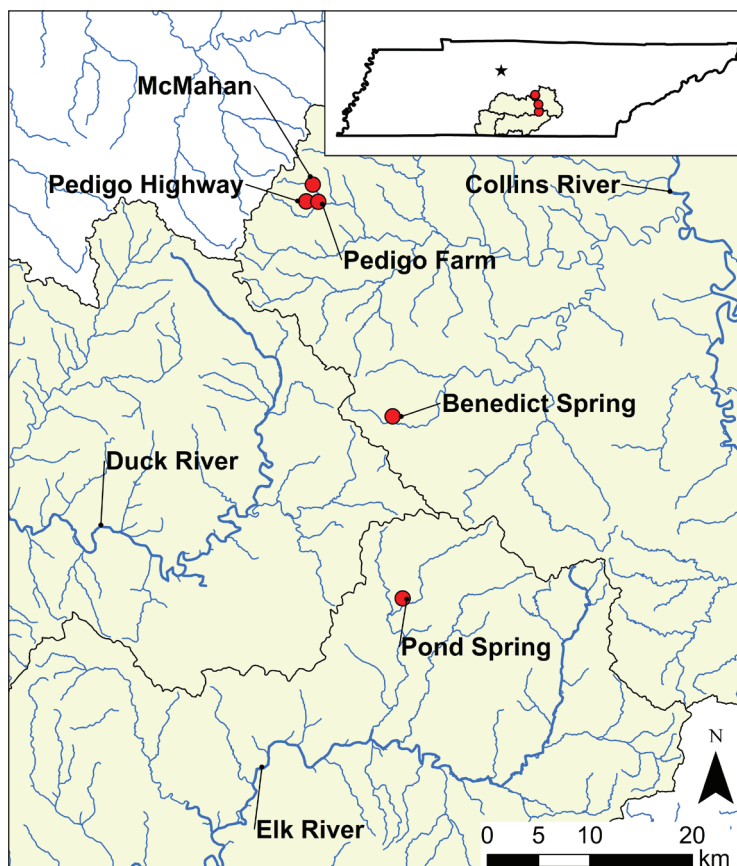 McMahan
Pedigo Highway
Collins River
Pedigo Farm
Benedict Spring
Duck River
Pond Spring
Elk River
N
0 5 10 20
km